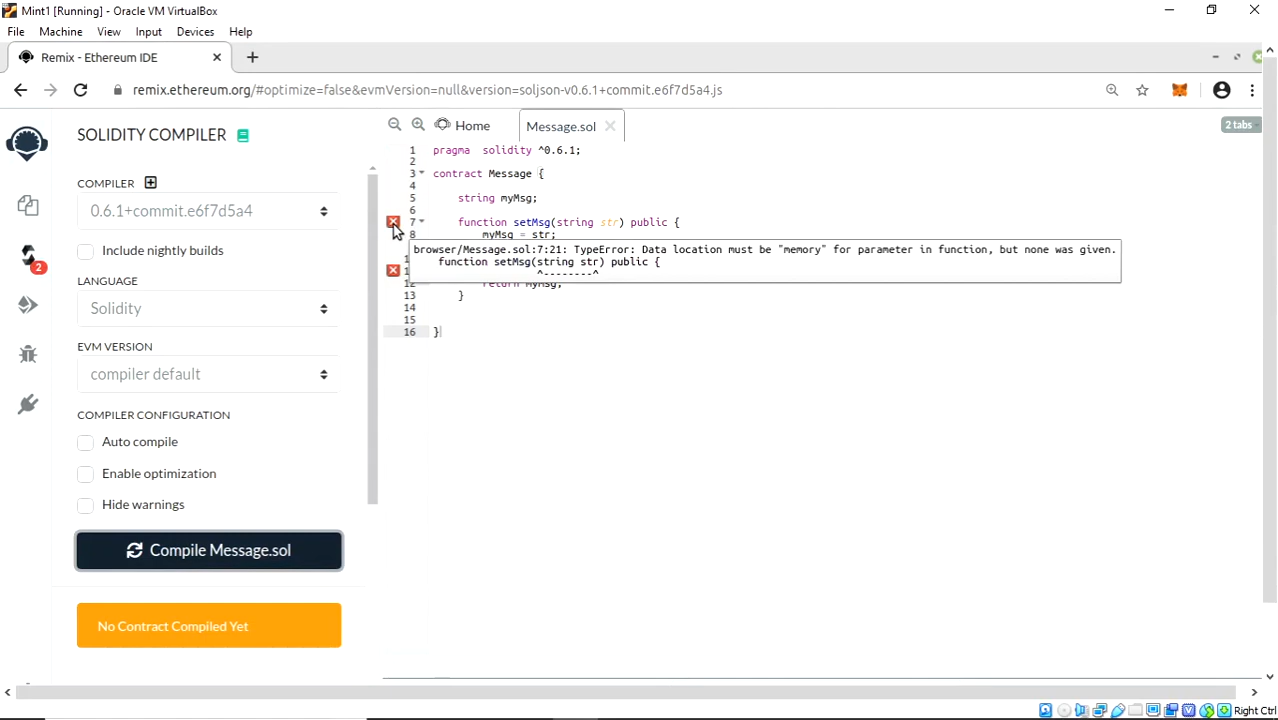 Mint1 [Running] - Oracle VM VirtualBox
File Machine View Input Devices Help
Remix - Ethereum IDE
remix.ethereum.org/#optimize=false&evmVersion=null&version=soljson-v0.6.1+commit.e6f7d5a4.js
SOLIDITY COMPILER
Home
Message.sol
2 tabs
COMPILER
0.6.1+commit.e6f7d5a4
Include nightly builds
2
LANGUAGE
Solidity
EVM VERSION
compiler default
COMPILER CONFIGURATION
Auto compile
Enable optimization
Hide warnings
Compile Message.sol
No Contract Compiled Yet
1 pragma solidity ^0.6.1;
2
3 contract Message {
4
5 string myMsg;
6
7 function setMsg(string str) public {
8 myMsg = str;
browser/Message.sol:7:21: TypeError: Data location must be "memory" for parameter in function, but none was given.
function setMsg(string str) public {
^--------^
12 return myMsg;
13 }
14
15
16 }
Right Ctrl